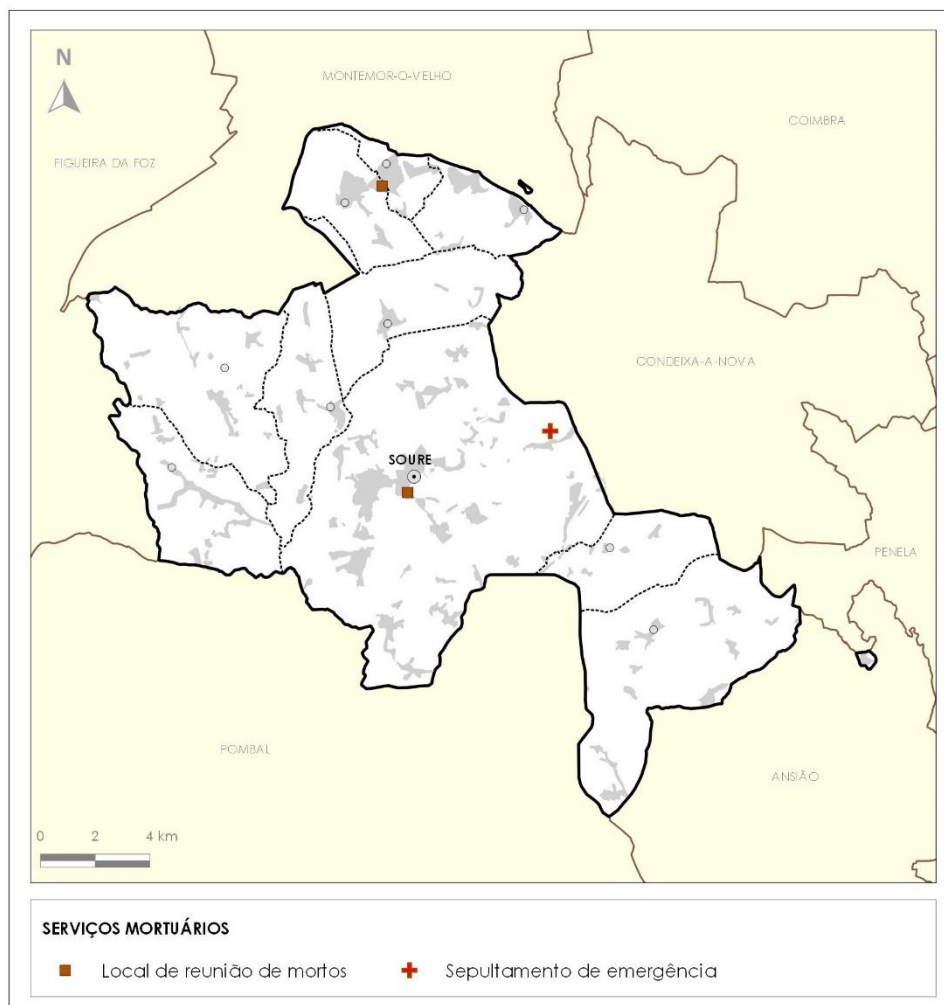 N
MONTEMOR-O-VELHO
COIMBRA
FIGUEIRA DA FOZ
CONDEIXA-A-NOVA
SOURE
PENELA
POMBAL
ANSIÃO
0 2 4 km
SERVIÇOS MORTUÁRIOS
Local de reunião de mortos
Sepultamento de emergência